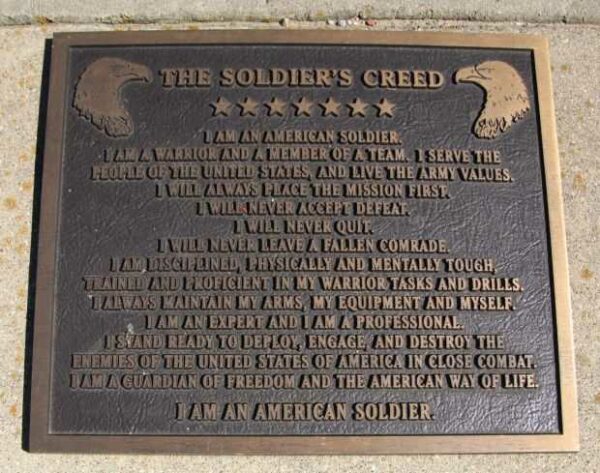 THE SOLDIER'S CREED
I AM AN AMERICAN SOLDIER.
I AM A WARRIOR AND A MEMBER OF A TEAM. I SERVE THE
PEOPLE OF THE UNITED STATES, AND LIVE THE ARMY VALUES.
I WILL ALWAYS PLACE THE MISSION FIRST.
I WILL NEVER ACCEPT DEFEAT.
I WILL NEVER QUIT.
I WILL NEVER LEAVE A FALLEN COMRADE.
I AM DISCIPLINED, PHYSICALLY AND MENTALLY TOUGH,
TRAINED AND PROFICIENT IN MY WARRIOR TASKS AND DRILLS.
I ALWAYS MAINTAIN MY ARMS, MY EQUIPMENT AND MYSELF.
I AM AN EXPERT AND I AM A PROFESSIONAL.
I STAND READY TO DEPLOY, ENGAGE, AND DESTROY THE
ENEMIES OF THE UNITED STATES OF AMERICA IN CLOSE COMBAT.
I AM A GUARDIAN OF FREEDOM AND THE AMERICAN WAY OF LIFE.
I AM AN AMERICAN SOLDIER.